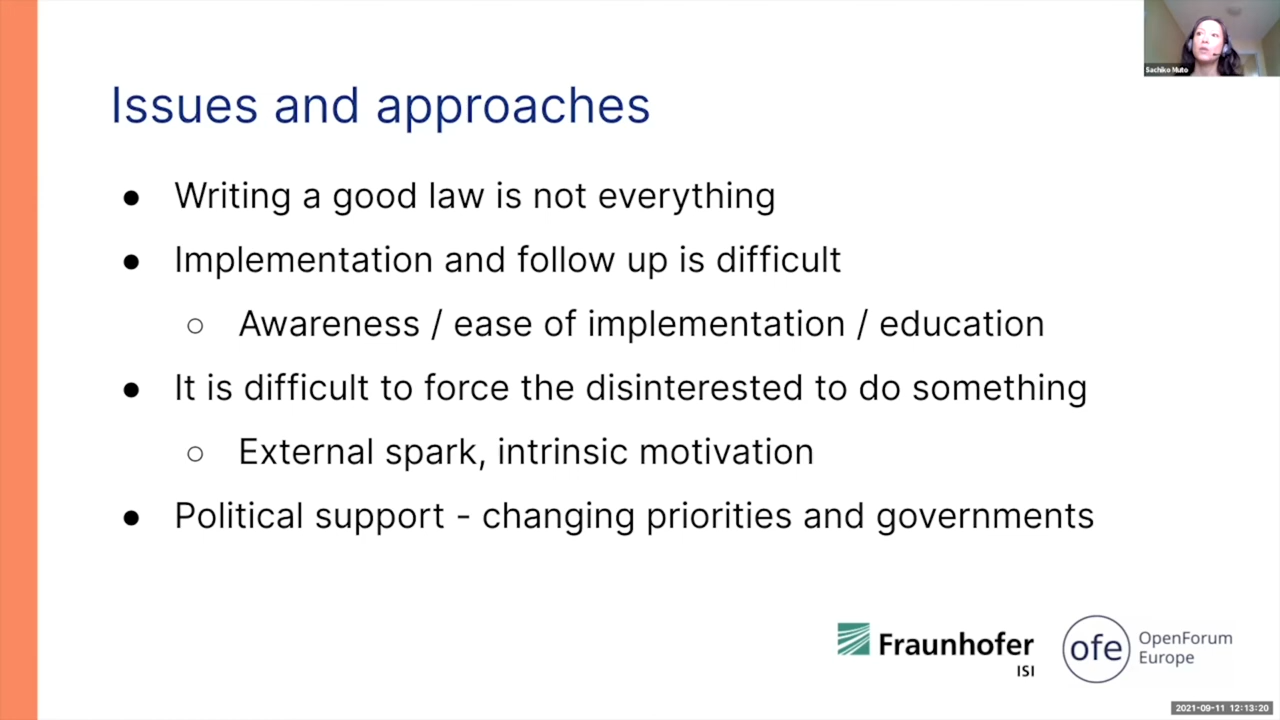 Sachiko Muto
Issues and approaches
● Writing a good law is not everything
● Implementation and follow up is difficult
○ Awareness / ease of implementation / education
● It is difficult to force the disinterested to do something
○ External spark, intrinsic motivation
● Political support - changing priorities and governments
Fraunhofer
ISI
ofe
OpenForum
Europe
2021-09-11 12:13:20